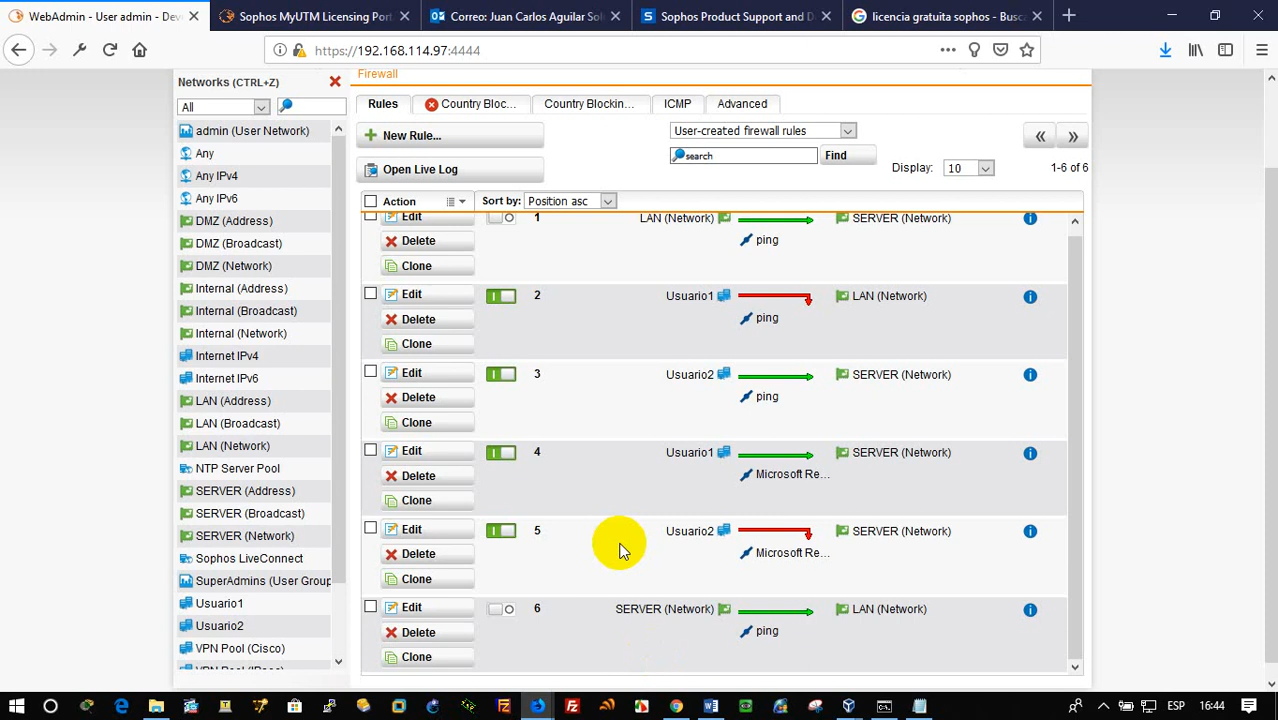 WebAdmin - User admin - Dev
Sophos MyUTM Licensing Port
Correo: Juan Carlos Aguilar Sol
Sophos Product Support and D
licencia gratuita sophos - Busc
https://192.168.114.97:4444
Networks (CTRL+Z)
All
admin (User Network)
Any
Any IPv4
Any IPv6
DMZ (Address)
DMZ (Broadcast)
DMZ (Network)
Internal (Address)
Internal (Broadcast)
Internal (Network)
Internet IPv4
Internet IPv6
LAN (Address)
LAN (Broadcast)
LAN (Network)
NTP Server Pool
SERVER (Address)
SERVER (Broadcast)
SERVER (Network)
Sophos LiveConnect
SuperAdmins (User Group
Usuario1
Usuario2
VPN Pool (Cisco)
Firewall
Rules
Country Bloc...
Country Blockin...
ICMP
Advanced
New Rule...
User-created firewall rules
« »
search
Find
Open Live Log
Display: 10
1-6 of 6
Action
Sort by: Position asc
Edit 1 LAN (Network) SERVER (Network)
Delete ping
Clone
Edit 2 Usuario1 LAN (Network)
Delete ping
Clone
Edit 3 Usuario2 SERVER (Network)
Delete ping
Clone
Edit 4 Usuario1 SERVER (Network)
Delete Microsoft Re...
Clone
Edit 5 Usuario2 SERVER (Network)
Delete Microsoft Re...
Clone
Edit 6 SERVER (Network) LAN (Network)
Delete ping
Clone
ESP 16:44